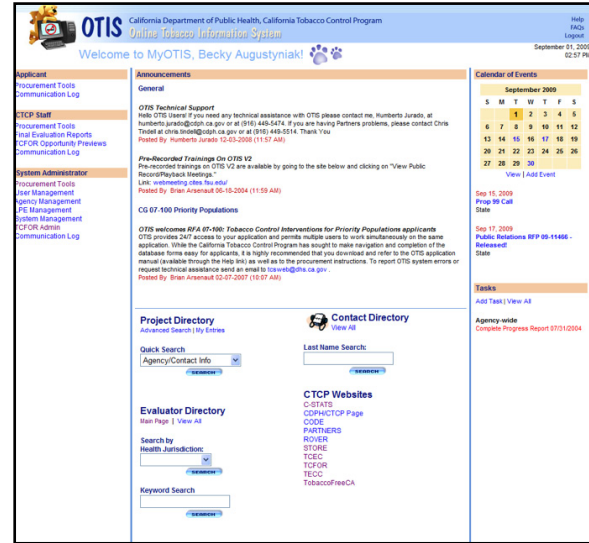 OTIS
California Department of Public Health, California Tobacco Control Program
Online Tobacco Information System
Help
FAQs
Logout
Welcome to MyOTIS, Becky Augustyniak!
September 01, 2009
02:57 P
Applicant
Procurement Tools
Communication Log
CTCP Staff
Procurement Tools
Final Evaluation Reports
TCFOR Opportunity Previews
Communication Log
System Administrator
Procurement Tools
User Management
Agency Management
LPE Management
System Management
TCFOR Admin
Communication Log
Announcements
General
OTIS Technical Support
Hello OTIS Users! If you need any technical assistance with OTIS please contact me, Humberto Jurado, at
humberto.jurado@cdph.ca.gov or at (916) 449-5474. If you are having Partners problems, please contact Chris
Tindell at chris.tindell@cdph.ca.gov or at (916) 449-5514. Thank You
Posted By Humberto Jurado 12-03-2008 (11:57 AM)
Pre-Recorded Trainings On OTIS V2
Pre-recorded trainings on OTIS V2 are available by going to the site below and clicking on "View Public
Record/Playback Meetings."
Link: webmeeting.cites.fsu.edu/
Posted By Brian Arsenault 06-18-2004 (11:59 AM)
CG 07-100 Priority Populations
OTIS welcomes RFA 07-100: Tobacco Control Interventions for Priority Populations applicants
OTIS provides 24/7 access to your application and permits multiple users to work simultaneously on the same
application. While the California Tobacco Control Program has sought to make navigation and completion of the
database forms easy for applicants, it is highly recommended that you download and refer to the OTIS application
manual (available through the Help link) as well as to the procurement instructions. To report OTIS system errors or
request technical assistance send an email to tcsweb@dhs.ca.gov .
Posted By Brian Arsenault 02-07-2007 (10:07 AM)
Project Directory
Advanced Search | My Entries
Quick Search
Agency/Contact Info
SEARCH
Contact Directory
View All
Last Name Search:
SEARCH
Evaluator Directory
Main Page | View All
Search by
Health Jurisdiction:
SEARCH
Keyword Search
SEARCH
CTCP Websites
C-STATS
CDPH/CTCP Page
CODE
PARTNERS
ROVER
STORE
TCEC
TCFOR
TECC
TobaccoFreeCA
Calendar of Events
September 2009
S M T W T F S
1 2 3 4 5
6 7 8 9 10 11 12
13 14 15 16 17 18 19
20 21 22 23 24 25 26
27 28 29 30
View | Add Event
Sep 15, 2009
Prop 99 Call
State
Sep 17, 2009
Public Relations RFP 09-11466 -
Released!
State
Tasks
Add Task | View All
Agency-wide
Complete Progress Report 07/31/2004